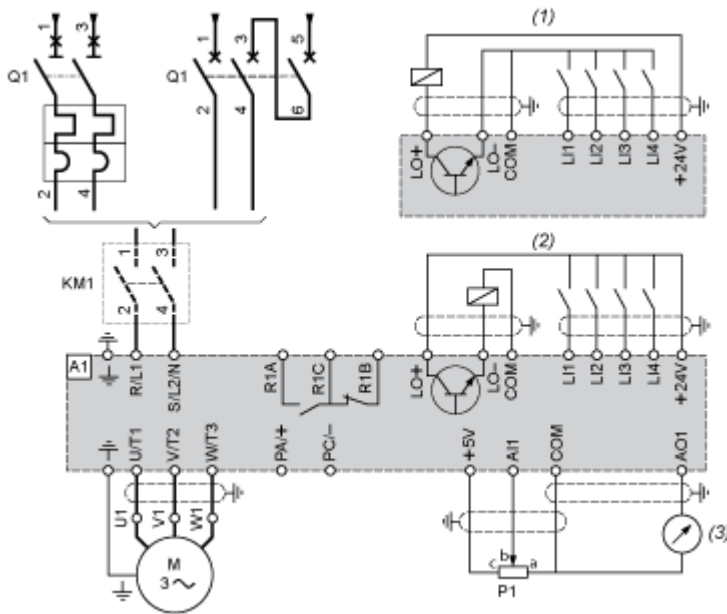 1 3
Q1
2 4
1 3 5
Q1
2 4 6
(1)
LO+ LO- COM LI1 LI2 LI3 LI4 +24V
(2)
1 3
KM1
2 4
A1 R/L1 S/L2/N R1A R1C R1B LO+ LO- COM LI1 LI2 LI3 LI4 +24V
U/T1 V/T2 W/T3 PA/+ PC/- +5V AI1 COM AO1
U1 V1 W1
(3)
M
3
c b a
P1